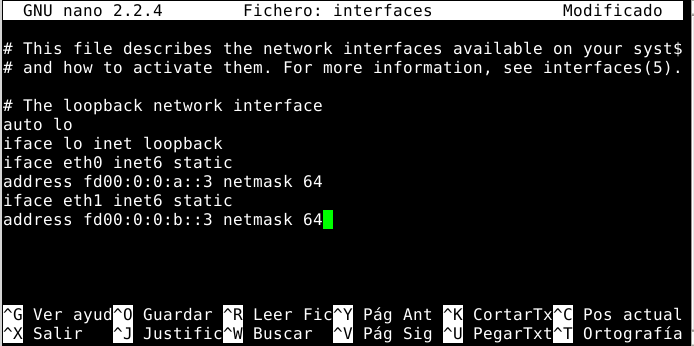 GNU nano 2.2.4 Fichero: interfaces Modificado
# This file describes the network interfaces available on your syst$
# and how to activate them. For more information, see interfaces(5).
# The loopback network interface
auto lo
iface lo inet loopback
iface eth0 inet6 static
address fd00:0:0:a::3 netmask 64
iface eth1 inet6 static
address fd00:0:0:b::3 netmask 64
^G Ver ayud^O Guardar ^R Leer Fic^Y Pág Ant ^K CortarTx^C Pos actual
^X Salir ^J Justific^W Buscar ^V Pág Sig ^U PegarTxt^T Ortografía